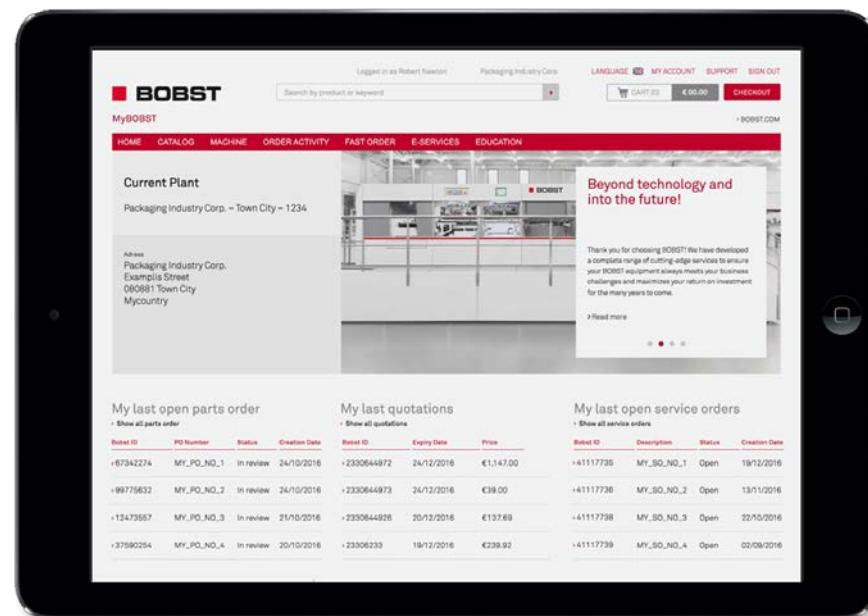 Logged in as Robert Newton
Packaging Industry Corp.
LANGUAGE
MY ACCOUNT
SUPPORT
SIGN OUT
BOBST
Search by product or keyword
CART (0)
€ 00.00
CHECKOUT
MyBOBST
› BOBST.COM
HOME CATALOG MACHINE ORDER ACTIVITY FAST ORDER E-SERVICES EDUCATION
Current Plant
Packaging Industry Corp. – Town City – 1234
Adress
Packaging Industry Corp.
Examplis Street
080881 Town City
Mycountry
BOBST
Beyond technology and
into the future!
Thank you for choosing BOBST! We have developed
a complete range of cutting-edge services to ensure
your BOBST equipment always meets your business
challenges and maximizes your return on investment
for the many years to come.
› Read more
My last open parts order
› Show all parts order
Bobst ID PO Number Status Creation Date
›67342274 MY_PO_NO_1 In review 24/10/2016
›99775632 MY_PO_NO_2 In review 24/10/2016
›12473557 MY_PO_NO_3 In review 21/10/2016
›37590254 MY_PO_NO_4 In review 20/10/2016
My last quotations
› Show all quotations
Bobst ID Expiry Date Price
›2330644972 24/12/2016 €1,147.00
›2330644973 24/12/2016 €39.00
›2330644926 20/12/2016 €137.69
›23306233 19/12/2016 €239.92
My last open service orders
› Show all service orders
Bobst ID Description Status Creation Date
›41117735 MY_SO_NO_1 Open 19/12/2016
›41117736 MY_SO_NO_2 Open 13/11/2016
›41117738 MY_SO_NO_3 Open 22/10/2016
›41117739 MY_SO_NO_4 Open 02/09/2016